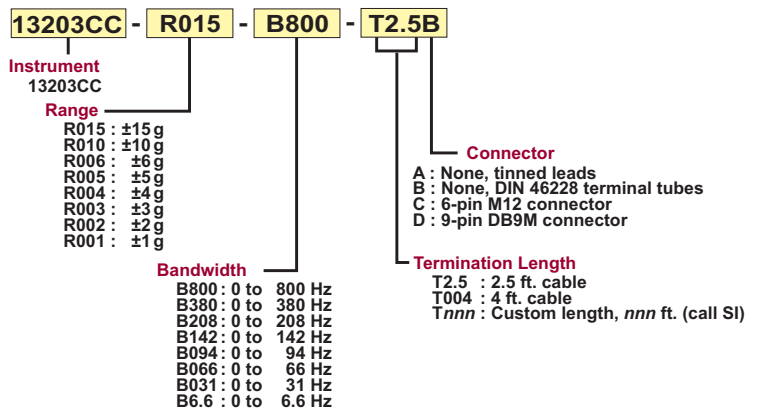 13203CC - R015 - B800 - T2.5B
Instrument
13203CC
Range
R015 : ±15 g
R010 : ±10 g
R006 : ±6 g
R005 : ±5 g
R004 : ±4 g
R003 : ±3 g
R002 : ±2 g
R001 : ±1 g
Connector
A : None, tinned leads
B : None, DIN 46228 terminal tubes
C : 6-pin M12 connector
D : 9-pin DB9M connector
Bandwidth
B800 : 0 to 800 Hz
B380 : 0 to 380 Hz
B208 : 0 to 208 Hz
B142 : 0 to 142 Hz
B094 : 0 to 94 Hz
B066 : 0 to 66 Hz
B031 : 0 to 31 Hz
B6.6 : 0 to 6.6 Hz
Termination Length
T2.5 : 2.5 ft. cable
T004 : 4 ft. cable
Tnnn : Custom length, nnn ft. (call SI)